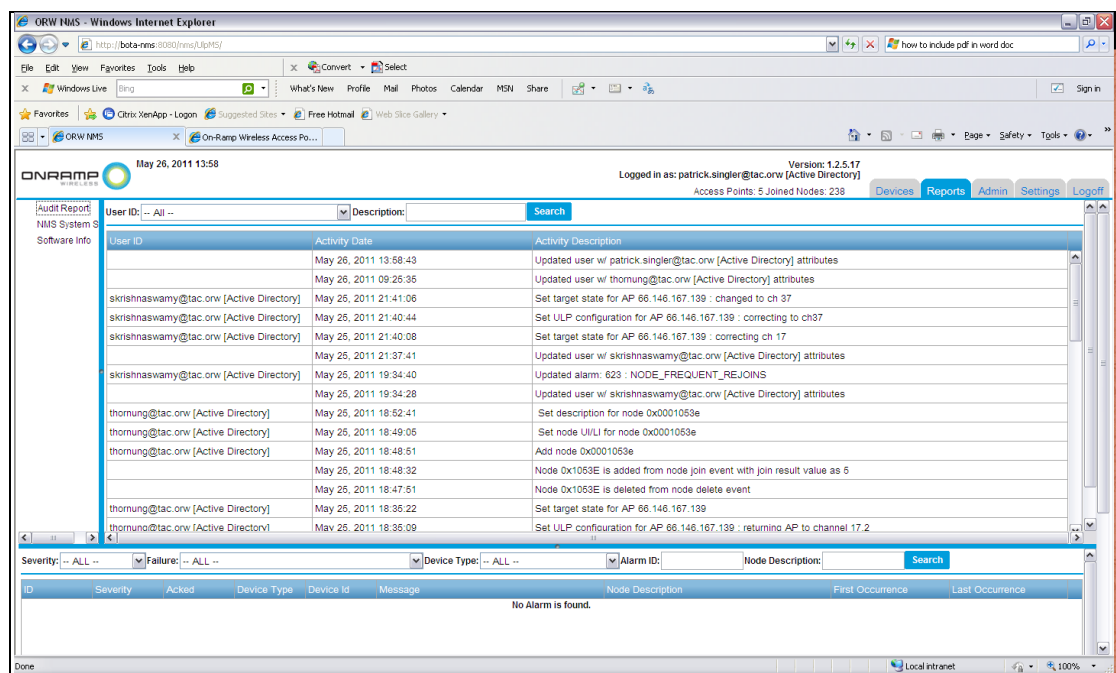 ORW NMS - Windows Internet Explorer
http://bota-nms:8080/nms/UlpMS/
how to include pdf in word doc
File Edit View Favorites Tools Help
Convert Select
Windows Live Bing What's New Profile Mail Photos Calendar MSN Share Sign in
Favorites Citrix XenApp - Logon Suggested Sites Free Hotmail Web Slice Gallery
ORW NMS On-Ramp Wireless Access Po... Page Safety Tools
ONRAMP WIRELESS
May 26, 2011 13:58
Version: 1.2.5.17
Logged in as: patrick.singler@tac.orw [Active Directory]
Access Points: 5 Joined Nodes: 238
Devices Reports Admin Settings Logoff
Audit Report
NMS System S
Software Info
User ID: -- All -- Description: Search
User ID Activity Date Activity Description
May 26, 2011 13:58:43 Updated user w/ patrick.singler@tac.orw [Active Directory] attributes
May 26, 2011 09:25:35 Updated user w/ thornung@tac.orw [Active Directory] attributes
skrishnaswamy@tac.orw [Active Directory] May 25, 2011 21:41:06 Set target state for AP 66.146.167.139 : changed to ch 37
skrishnaswamy@tac.orw [Active Directory] May 25, 2011 21:40:44 Set ULP configuration for AP 66.146.167.139 : correcting to ch37
skrishnaswamy@tac.orw [Active Directory] May 25, 2011 21:40:08 Set target state for AP 66.146.167.139 : correcting ch 17
May 25, 2011 21:37:41 Updated user w/ skrishnaswamy@tac.orw [Active Directory] attributes
skrishnaswamy@tac.orw [Active Directory] May 25, 2011 19:34:40 Updated alarm: 623 : NODE_FREQUENT_REJOINS
May 25, 2011 19:34:28 Updated user w/ skrishnaswamy@tac.orw [Active Directory] attributes
thornung@tac.orw [Active Directory] May 25, 2011 18:52:41 Set description for node 0x0001053e
thornung@tac.orw [Active Directory] May 25, 2011 18:49:05 Set node UI/LI for node 0x0001053e
thornung@tac.orw [Active Directory] May 25, 2011 18:48:51 Add node 0x0001053e
May 25, 2011 18:48:32 Node 0x1053E is added from node join event with join result value as 5
May 25, 2011 18:47:51 Node 0x1053E is deleted from node delete event
thornung@tac.orw [Active Directory] May 25, 2011 18:35:22 Set target state for AP 66.146.167.139
thornung@tac.orw [Active Directory] May 25, 2011 18:35:09 Set ULP configuration for AP 66.146.167.139 : returning AP to channel 17.2
Severity: -- ALL -- Failure: -- ALL -- Device Type: -- ALL -- Alarm ID: Node Description: Search
ID Severity Acked Device Type Device Id Message Node Description First Occurrence Last Occurrence
No Alarm is found.
Done Local intranet 100%